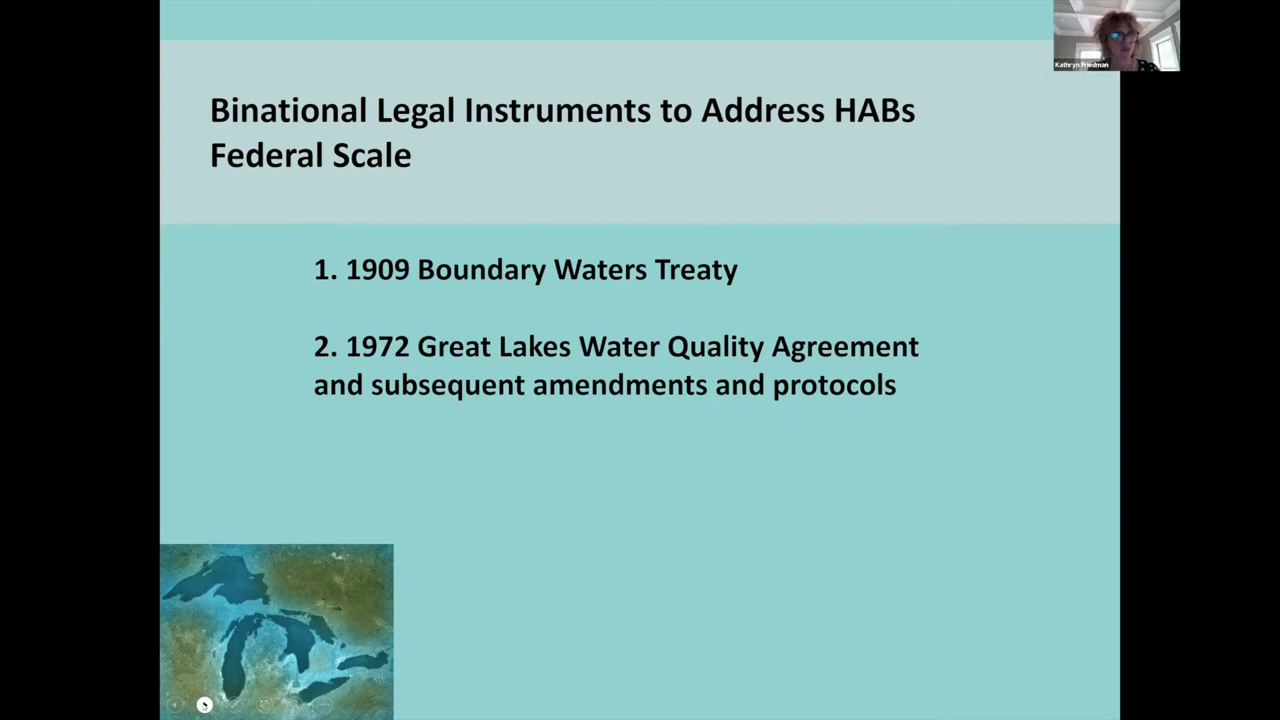 Kathryn Friedman
Binational Legal Instruments to Address HABs
Federal Scale
1. 1909 Boundary Waters Treaty
2. 1972 Great Lakes Water Quality Agreement
and subsequent amendments and protocols